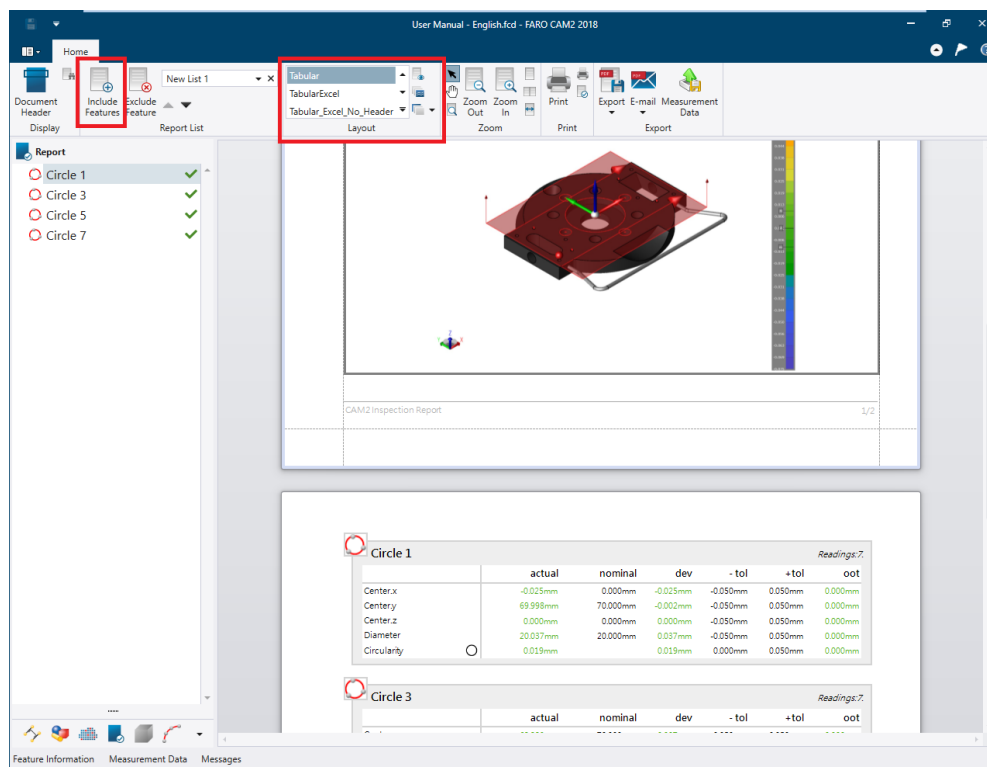 User Manual - English.fcd - FARO CAM2 2018
Home
Document Header
Include Features
Exclude Feature
New List 1
Tabular
TabularExcel
Tabular_Excel_No_Header
Zoom Out
Zoom In
Print
Export
E-mail
Measurement Data
Display
Report List
Layout
Zoom
Print
Export
Report
Circle 1
Circle 3
Circle 5
Circle 7
CAM2 Inspection Report 1/2
Circle 1 Readings:7.
actual nominal dev - tol +tol oot
Center.x -0.025mm 0.000mm -0.025mm -0.050mm 0.050mm 0.000mm
Center.y 69.998mm 70.000mm -0.002mm -0.050mm 0.050mm 0.000mm
Center.z 0.000mm 0.000mm 0.000mm -0.050mm 0.050mm 0.000mm
Diameter 20.037mm 20.000mm 0.037mm -0.050mm 0.050mm 0.000mm
Circularity 0.019mm 0.019mm 0.000mm 0.050mm 0.000mm
Circle 3 Readings:7.
actual nominal dev - tol +tol oot
Feature Information Measurement Data Messages